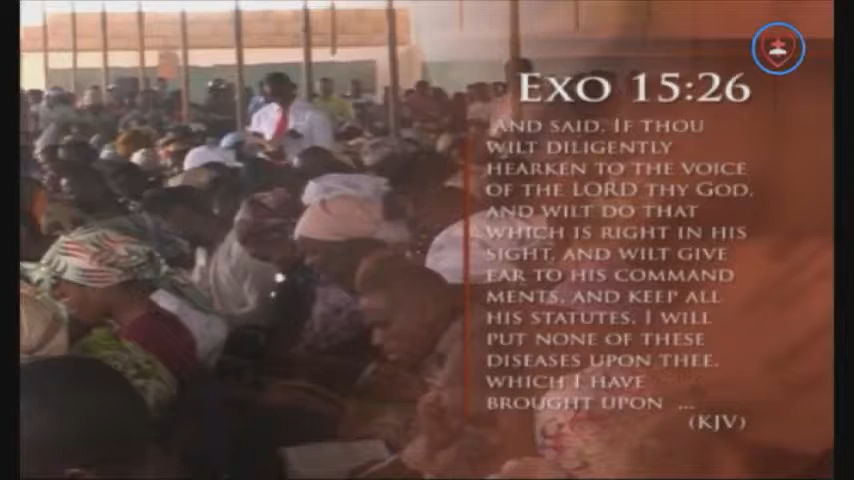 EXO 15:26
AND SAID, IF THOU
WILT DILIGENTLY
HEARKEN TO THE VOICE
OF THE LORD THY GOD,
AND WILT DO THAT
WHICH IS RIGHT IN HIS
SIGHT, AND WILT GIVE
EAR TO HIS COMMAND
MENTS, AND KEEP ALL
HIS STATUTES, I WILL
PUT NONE OF THESE
DISEASES UPON THEE,
WHICH I HAVE
BROUGHT UPON ...
(KJV)